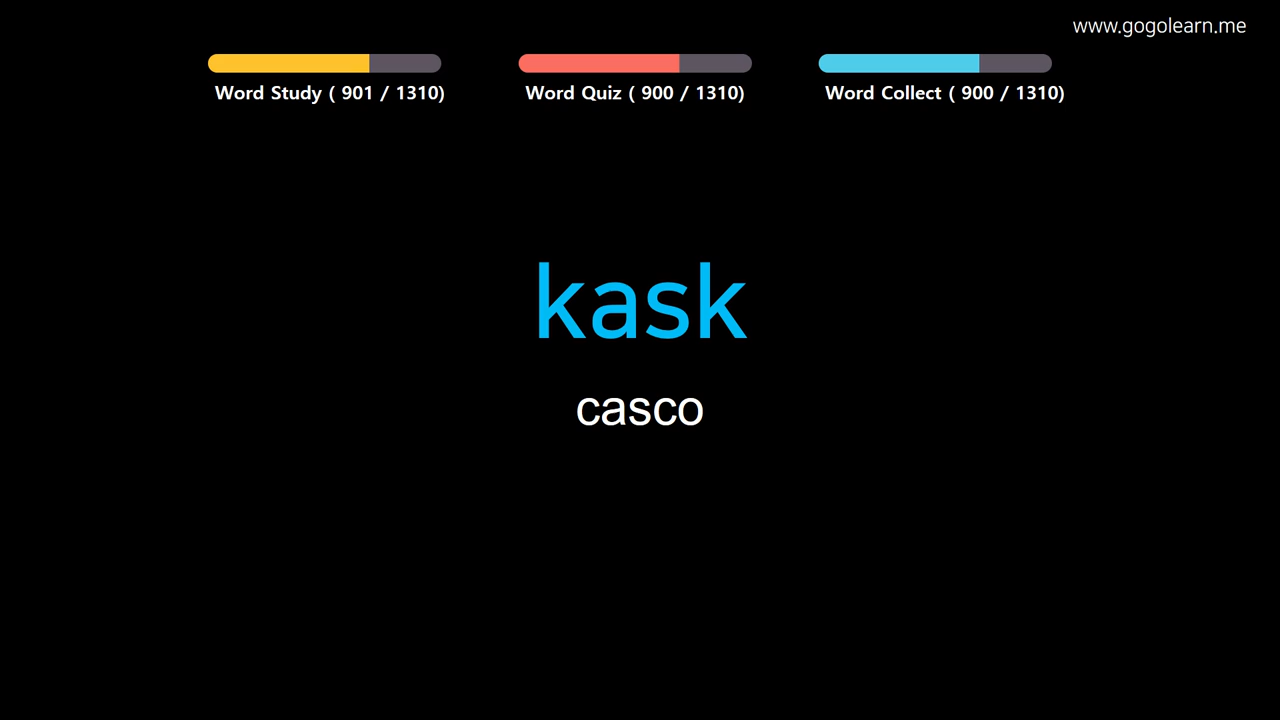 www.gogolearn.me
Word Study ( 901 / 1310)
Word Quiz ( 900 / 1310)
Word Collect ( 900 / 1310)
kask
casco